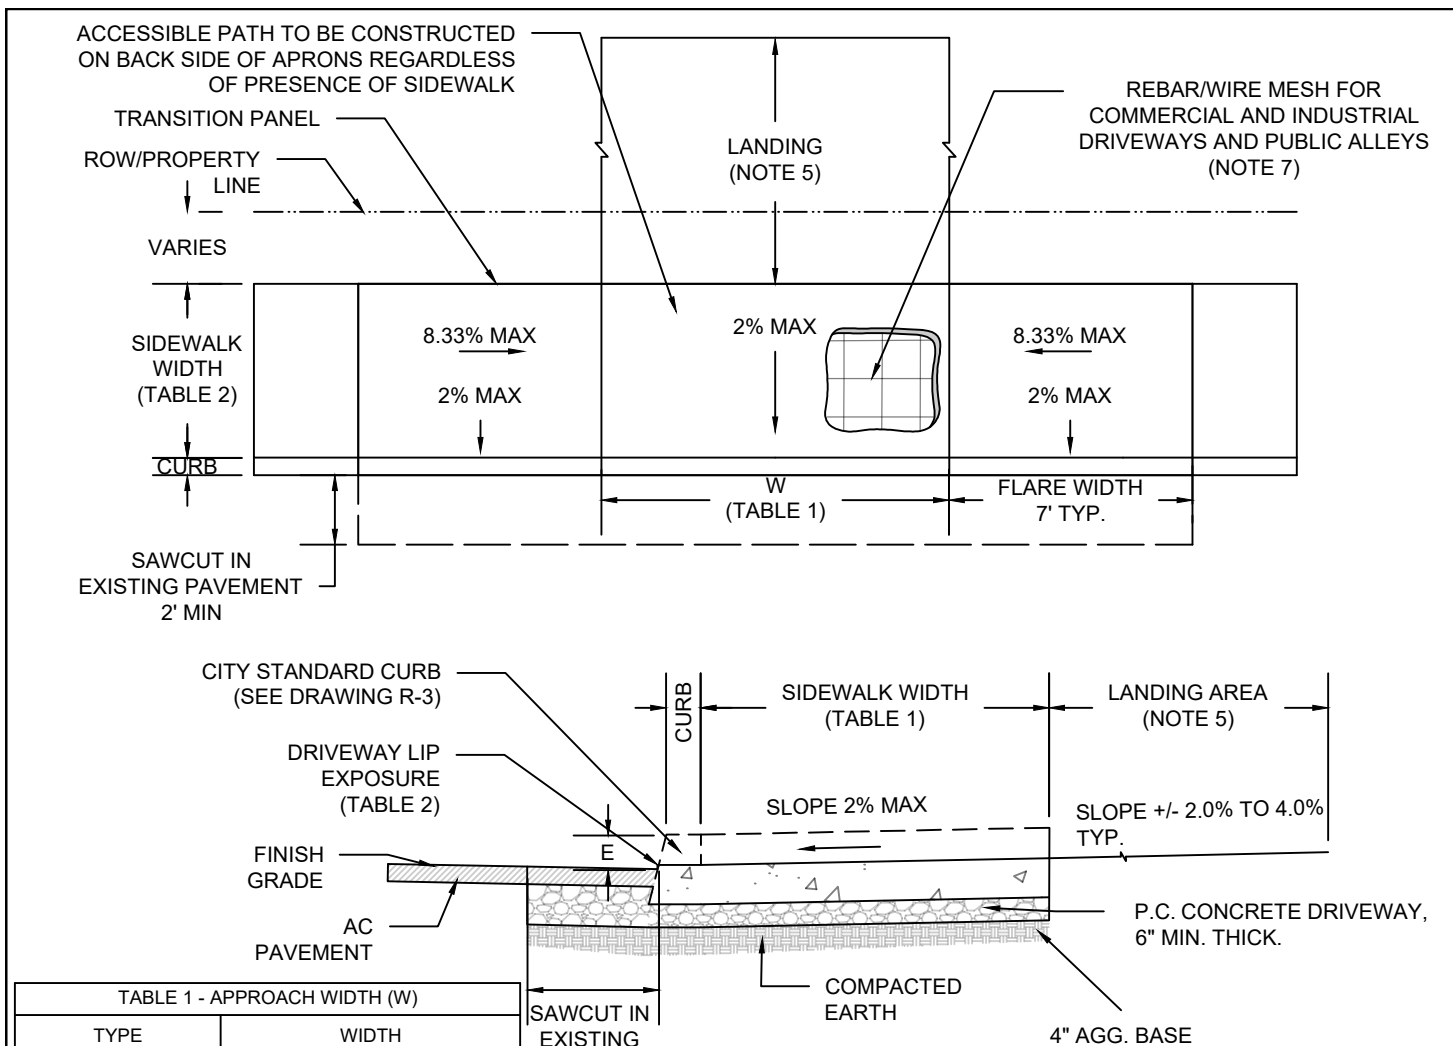 ACCESSIBLE PATH TO BE CONSTRUCTED
ON BACK SIDE OF APRONS REGARDLESS
OF PRESENCE OF SIDEWALK
TRANSITION PANEL
ROW/PROPERTY
LINE
VARIES
LANDING
(NOTE 5)
REBAR/WIRE MESH FOR
COMMERCIAL AND INDUSTRIAL
DRIVEWAYS AND PUBLIC ALLEYS
(NOTE 7)
SIDEWALK
WIDTH
(TABLE 2)
CURB
8.33% MAX
2% MAX
2% MAX
8.33% MAX
2% MAX
W
(TABLE 1)
FLARE WIDTH
7' TYP.
SAWCUT IN
EXISTING PAVEMENT
2' MIN
CITY STANDARD CURB
(SEE DRAWING R-3)
DRIVEWAY LIP
EXPOSURE
(TABLE 2)
FINISH
GRADE
AC
PAVEMENT
E
CURB
SIDEWALK WIDTH
(TABLE 1)
LANDING AREA
(NOTE 5)
SLOPE 2% MAX
SLOPE +/- 2.0% TO 4.0%
TYP.
P.C. CONCRETE DRIVEWAY,
6" MIN. THICK.
COMPACTED
EARTH
4" AGG. BASE
SAWCUT IN
EXISTING
TABLE 1 - APPROACH WIDTH (W)
TYPE WIDTH